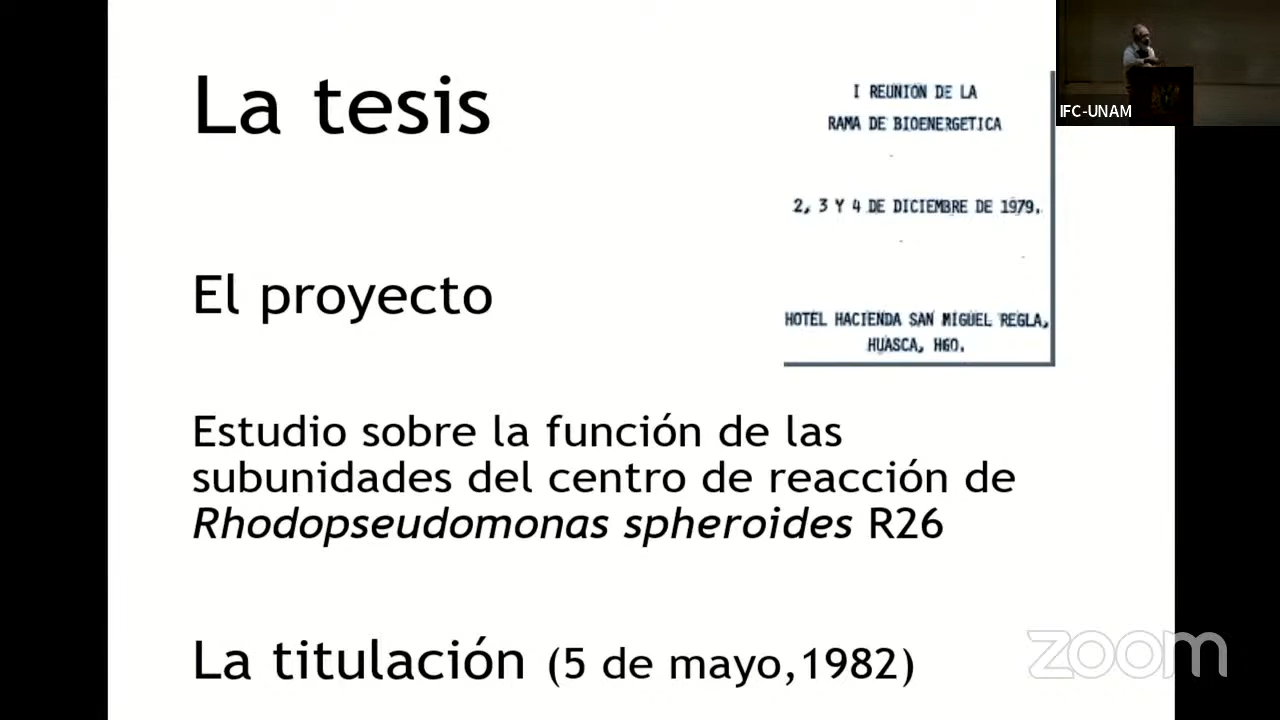 La tesis
I REUNION DE LA
RAMA DE BIOENERGETICA
2, 3 Y 4 DE DICIEMBRE DE 1979.
HOTEL HACIENDA SAN MIGUEL REGLA,
HUASCA, HGO.
IFC-UNAM
El proyecto
Estudio sobre la función de las
subunidades del centro de reacción de
Rhodopseudomonas spheroides R26
La titulación (5 de mayo,1982)
zoom